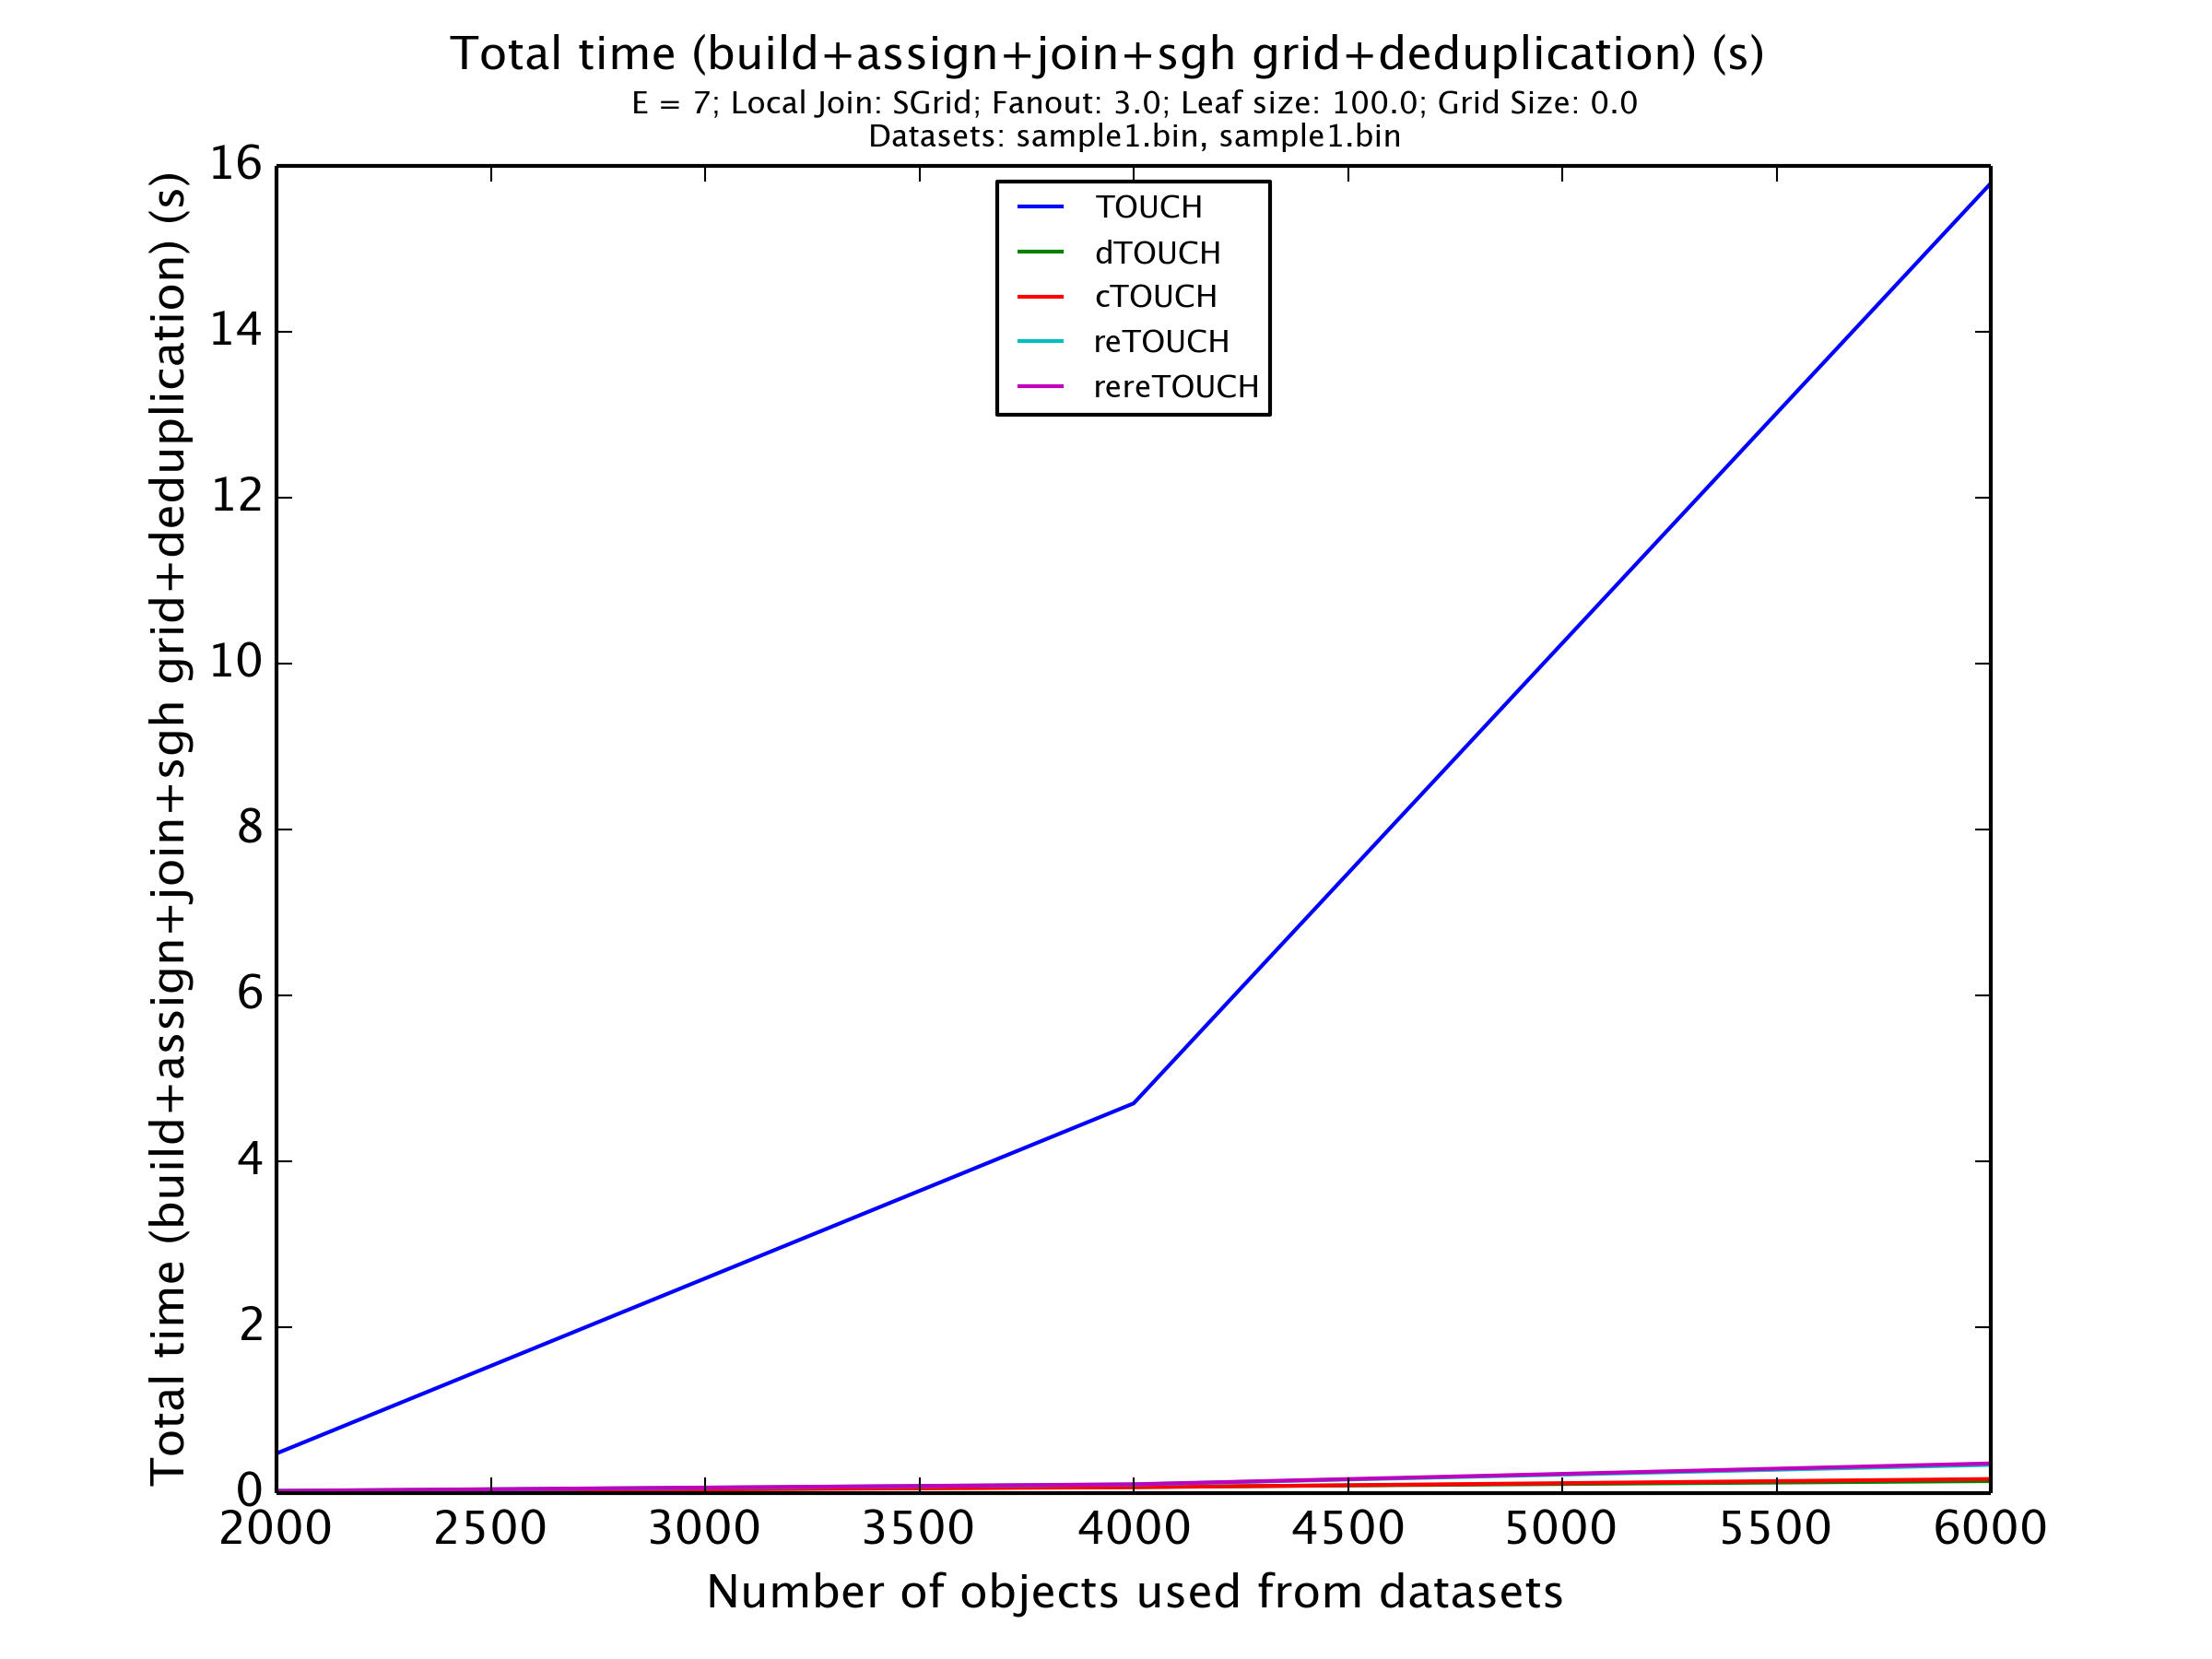 Total time (build+assign+join+sgh grid+deduplication) (s)
E = 7; Local Join: SGrid; Fanout: 3.0; Leaf size: 100.0; Grid Size: 0.0
Datasets: sample1.bin, sample1.bin
Total time (build+assign+join+sgh grid+deduplication) (s)
16
14
12
10
8
6
4
2
0
TOUCH
dTOUCH
cTOUCH
reTOUCH
rereTOUCH
2000 2500 3000 3500 4000 4500 5000 5500 6000
Number of objects used from datasets